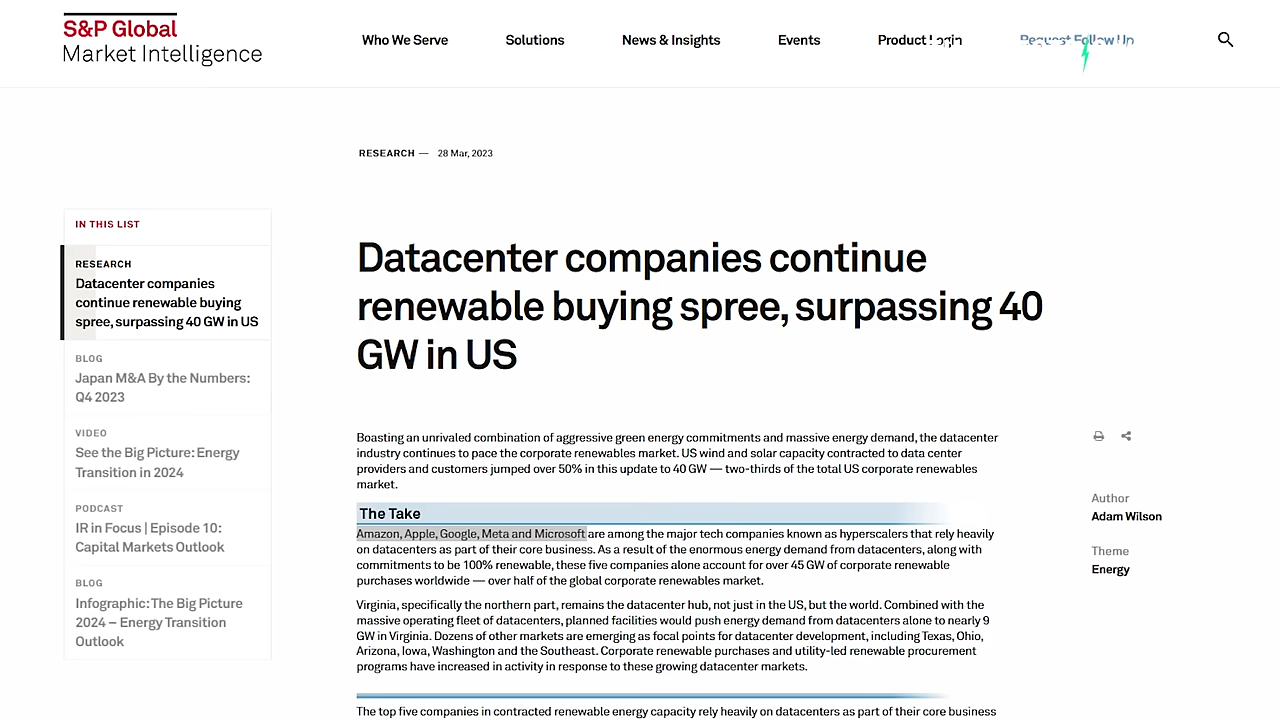 S&P Global
Market Intelligence
Who We Serve
Solutions
News & Insights
Events
Product Login
Request Follow Up
RESEARCH — 28 Mar, 2023
IN THIS LIST
RESEARCH
Datacenter companies
continue renewable buying
spree, surpassing 40 GW in US
BLOG
Japan M&A By the Numbers:
Q4 2023
VIDEO
See the Big Picture: Energy
Transition in 2024
PODCAST
IR in Focus | Episode 10:
Capital Markets Outlook
BLOG
Infographic: The Big Picture
2024 – Energy Transition
Outlook
Datacenter companies continue
renewable buying spree, surpassing 40
GW in US
Boasting an unrivaled combination of aggressive green energy commitments and massive energy demand, the datacenter
industry continues to pace the corporate renewables market. US wind and solar capacity contracted to data center
providers and customers jumped over 50% in this update to 40 GW — two-thirds of the total US corporate renewables
market.
The Take
Amazon, Apple, Google, Meta and Microsoft are among the major tech companies known as hyperscalers that rely heavily
on datacenters as part of their core business. As a result of the enormous energy demand from datacenters, along with
commitments to be 100% renewable, these five companies alone account for over 45 GW of corporate renewable
purchases worldwide — over half of the global corporate renewables market.
Virginia, specifically the northern part, remains the datacenter hub, not just in the US, but the world. Combined with the
massive operating fleet of datacenters, planned facilities would push energy demand from datacenters alone to nearly 9
GW in Virginia. Dozens of other markets are emerging as focal points for datacenter development, including Texas, Ohio,
Arizona, Iowa, Washington and the Southeast. Corporate renewable purchases and utility-led renewable procurement
programs have increased in activity in response to these growing datacenter markets.
The top five companies in contracted renewable energy capacity rely heavily on datacenters as part of their core business
Author
Adam Wilson
Theme
Energy